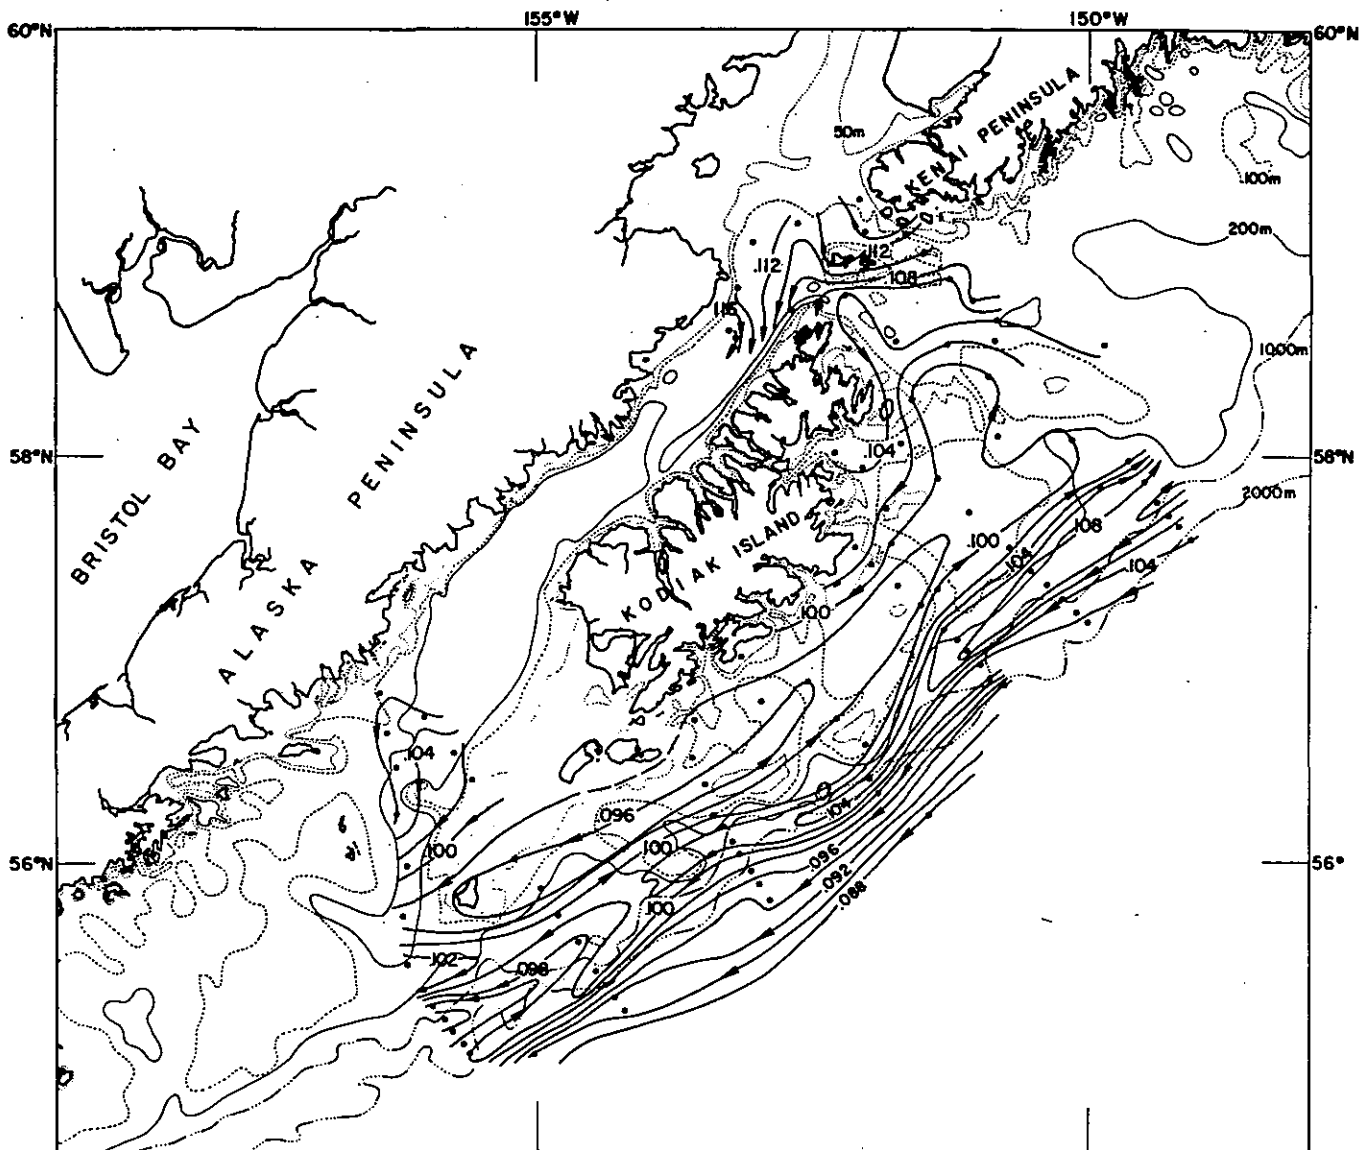 155°W 150°W
60°N 60°N
50m
KENAI PENINSULA
.100m
200m
.112
.112
.108
.116
1000m
BRISTOL BAY
ALASKA PENINSULA
.104
58°N 58°N
2000m
KODIAK ISLAND
.108
.100
.104
.104
.100
.104
.104
.096
.100
.100
56°N 56°
.096
.092
.088
.100
.102
.098